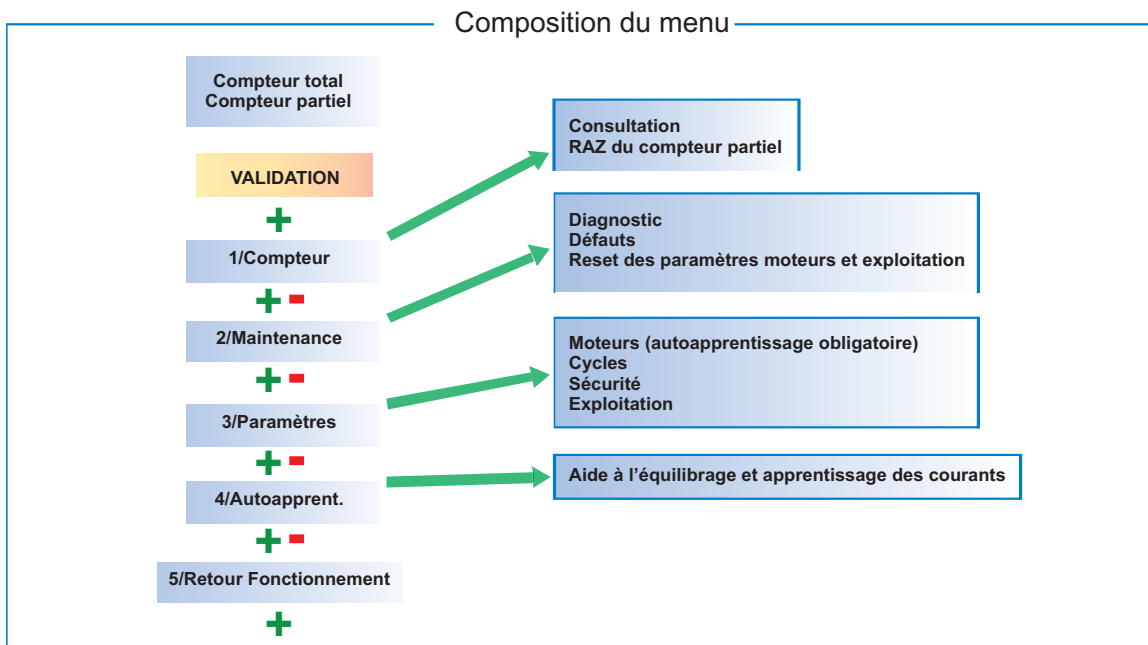 Composition du menu
Compteur total
Compteur partiel
VALIDATION
+
1/Compteur
+ -
2/Maintenance
+ -
3/Paramètres
+ -
4/Autoapprent.
+ -
5/Retour Fonctionnement
+
Consultation
RAZ du compteur partiel
Diagnostic
Défauts
Reset des paramètres moteurs et exploitation
Moteurs (autoapprentissage obligatoire)
Cycles
Sécurité
Exploitation
Aide à l'équilibrage et apprentissage des courants